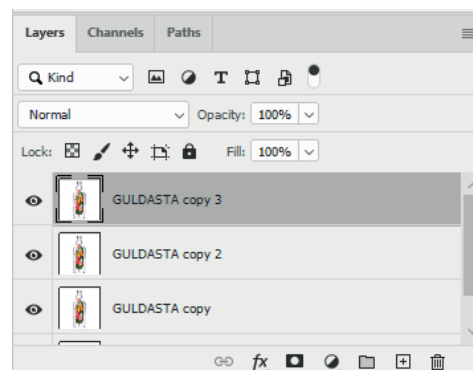 Layers Channels Paths
Kind
Normal Opacity: 100%
Lock: Fill: 100%
GULDASTA copy 3
GULDASTA copy 2
GULDASTA copy
fx